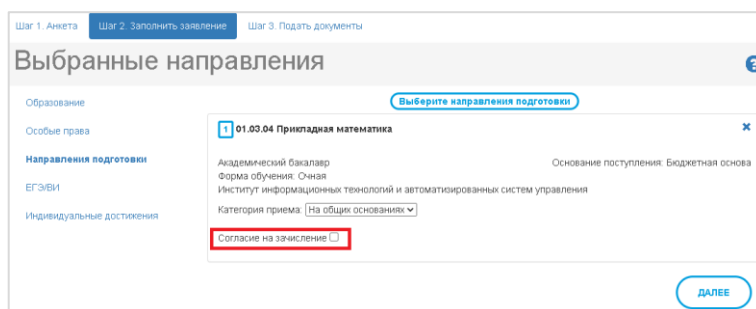 Шаг 1. Анкета Шаг 2. Заполнить заявление Шаг 3. Подать документы
Выбранные направления ?
Образование
Особые права
Направления подготовки
ЕГЭ/ВИ
Индивидуальные достижения
Выберите направления подготовки
1 01.03.04 Прикладная математика
Академический бакалавр Основание поступления: Бюджетная основа
Форма обучения: Очная
Институт информационных технологий и автоматизированных систем управления
Категория приема: На общих основаниях
Согласие на зачисление
ДАЛЕЕ